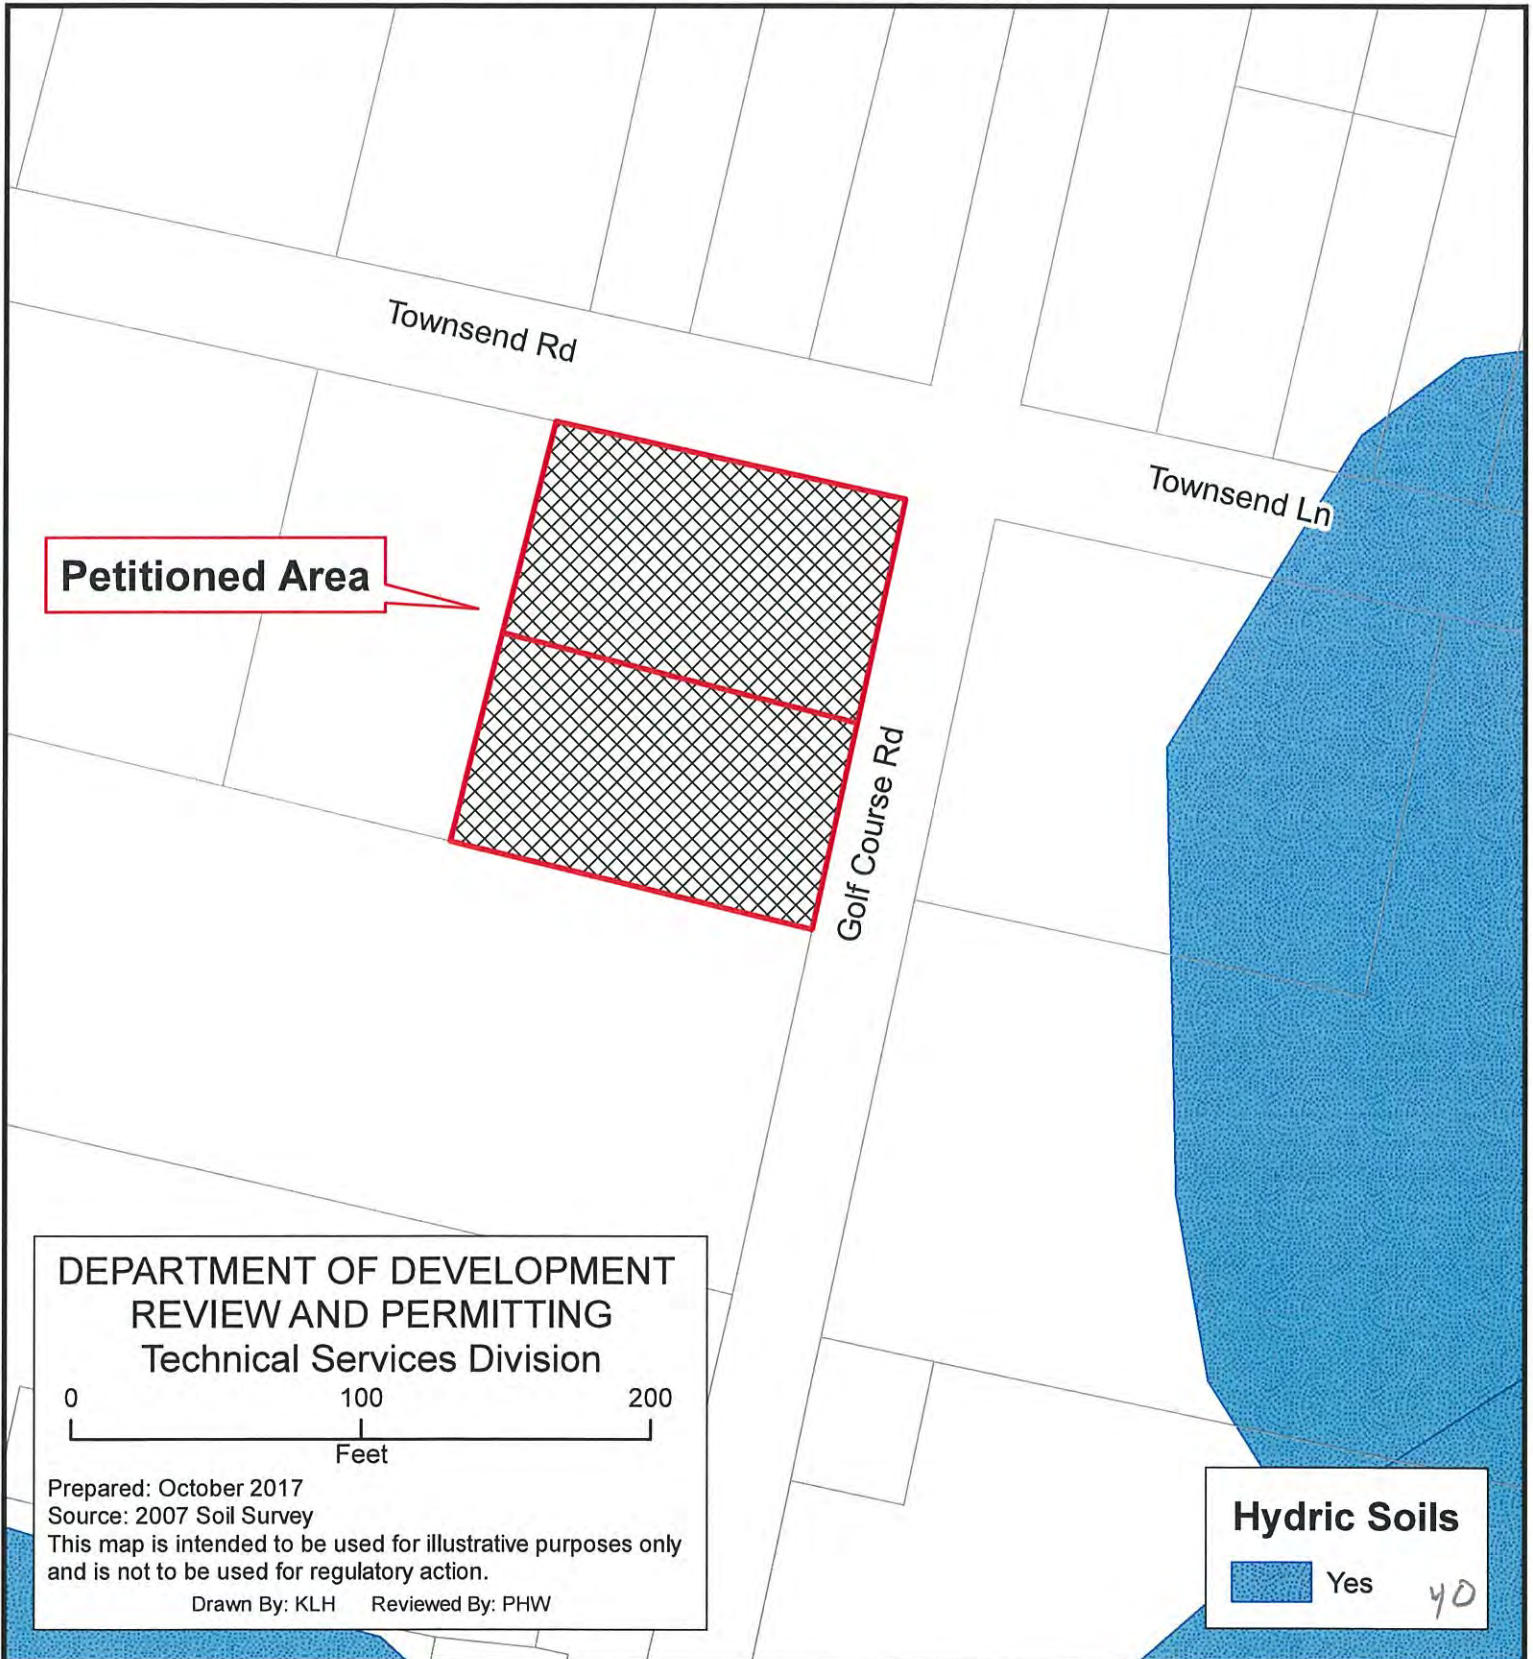 Townsend Rd
Townsend Ln
Petitioned Area
Golf Course Rd
DEPARTMENT OF DEVELOPMENT
REVIEW AND PERMITTING
Technical Services Division
0 100 200
Feet
Prepared: October 2017
Source: 2007 Soil Survey
This map is intended to be used for illustrative purposes only
and is not to be used for regulatory action.
Drawn By: KLH Reviewed By: PHW
Hydric Soils
Yes
40